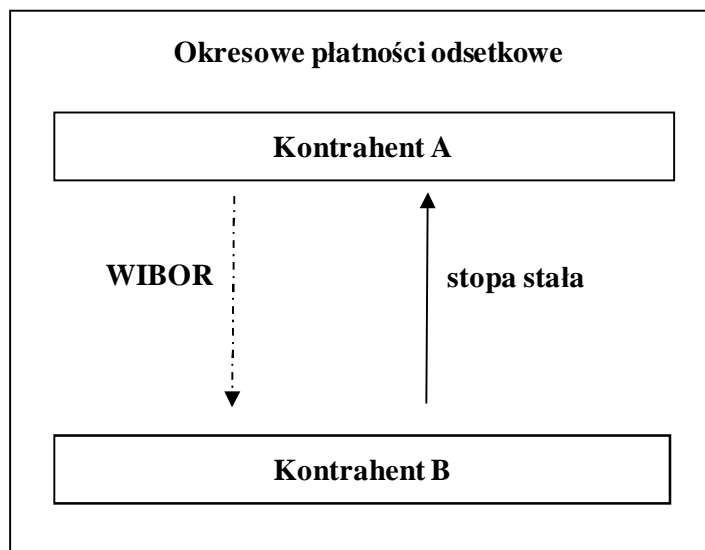 Okresowe płatności odsetkowe
Kontrahent A
WIBOR
stopa stała
Kontrahent B